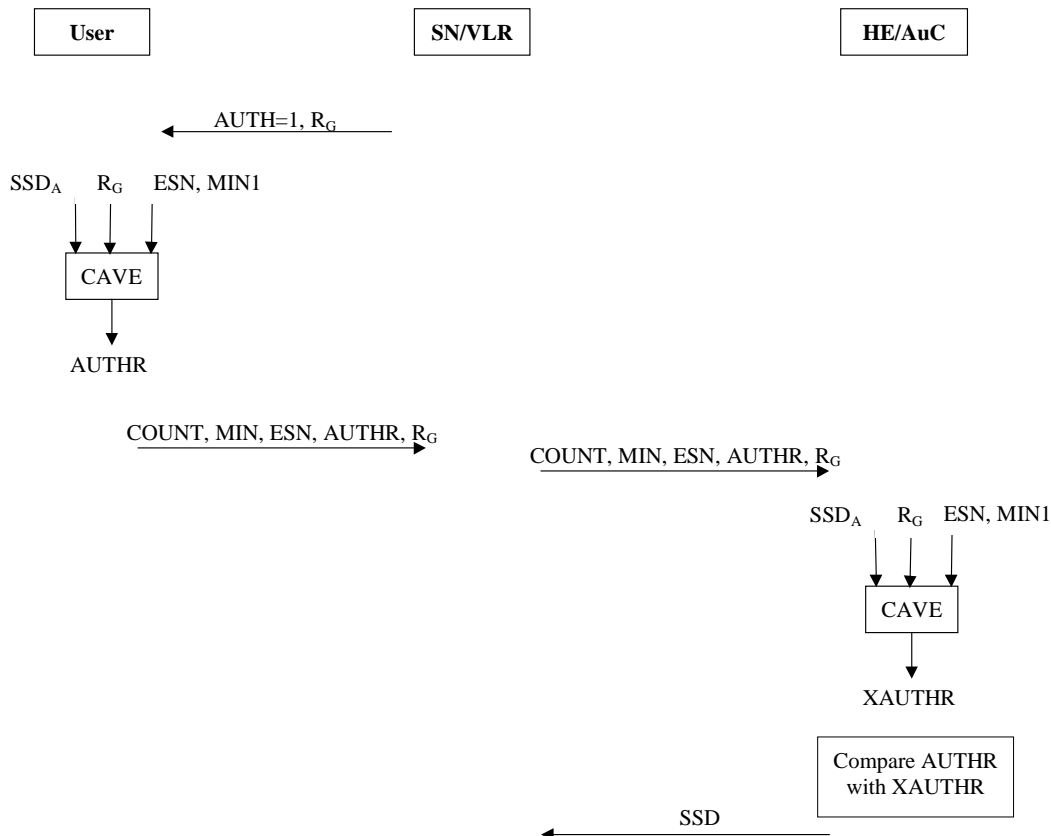 User
SN/VLR
HE/AuC
AUTH=1, R_G
SSD_A
R_G
ESN, MIN1
CAVE
AUTHR
COUNT, MIN, ESN, AUTHR, R_G
COUNT, MIN, ESN, AUTHR, R_G
SSD_A
R_G
ESN, MIN1
CAVE
XAUTHR
Compare AUTHR
with XAUTHR
SSD